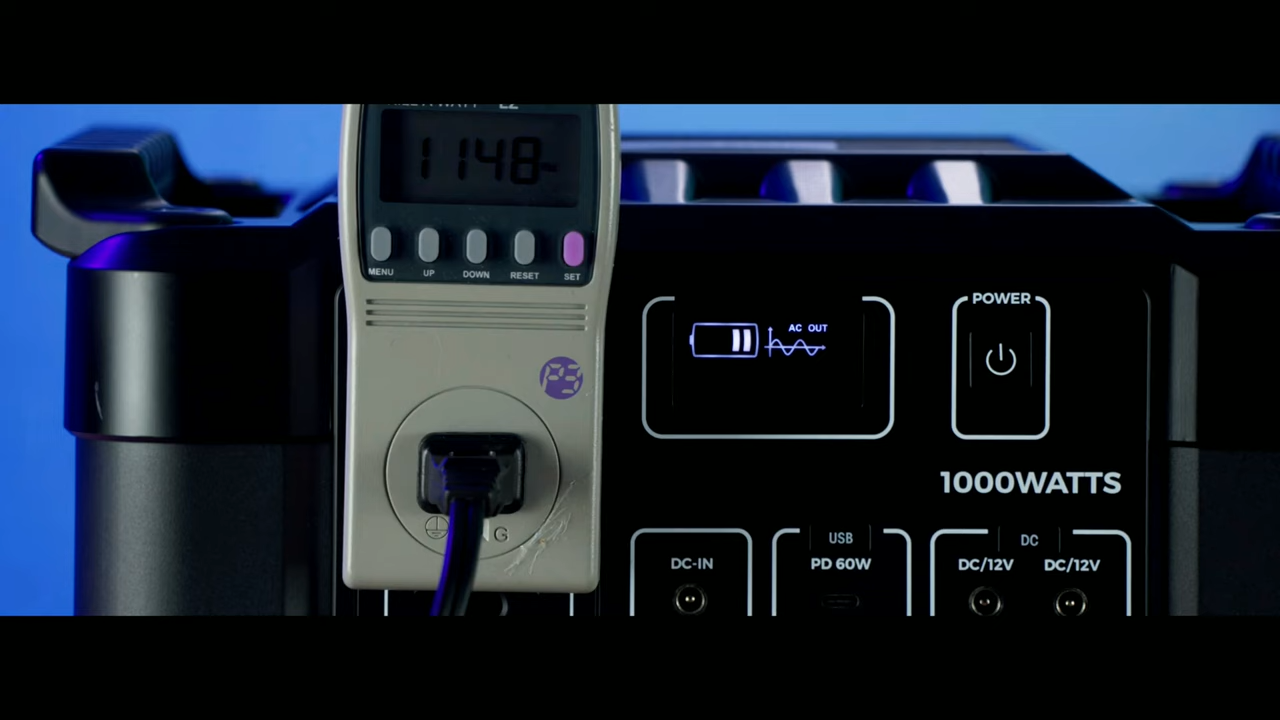 1148
MENU UP DOWN RESET SET
P3
G
AC OUT
POWER
1000WATTS
DC-IN
USB
PD 60W
DC
DC/12V DC/12V